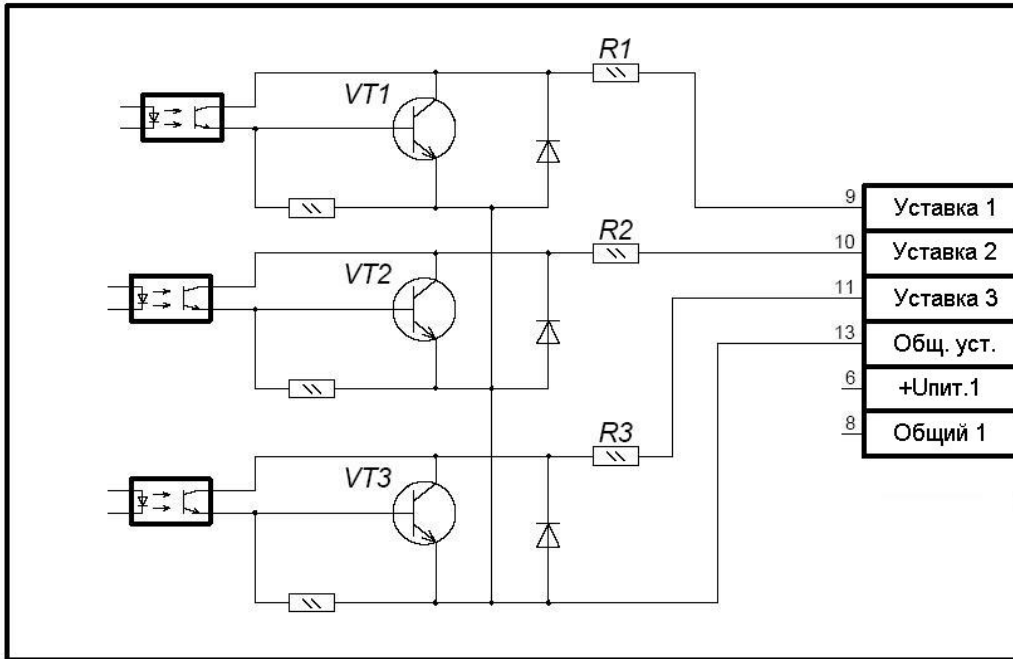 R1
VT1
9
Уставка 1
R2
10
Уставка 2
VT2
11
Уставка 3
13
Общ. уст.
6
+Uпит.1
R3
8
Общий 1
VT3